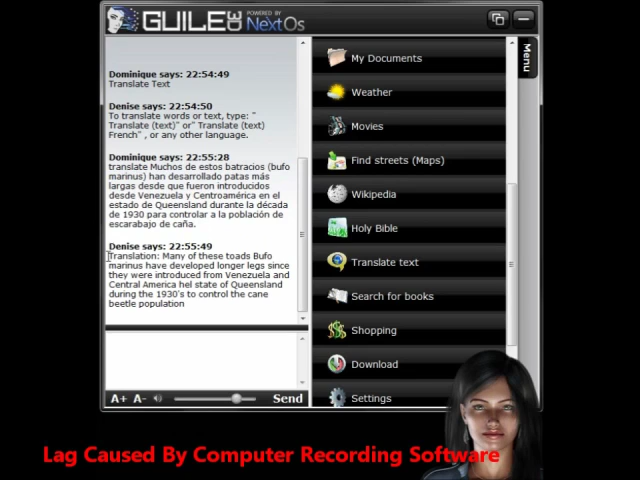 GUILE 3D POWERED BY NextOs
Menu
Dominique says: 22:54:49
Translate Text
Denise says: 22:54:50
To translate words or text, type: "
Translate (text)" or" Translate (text)
French" , or any other language.
Dominique says: 22:55:28
translate Muchos de estos batracios (bufo
marinus) han desarrollado patas más
largas desde que fueron introducidos
desde Venezuela y Centroamérica en el
estado de Queensland durante la década
de 1930 para controlar a la población de
escarabajo de caña.
Denise says: 22:55:49
Translation: Many of these toads Bufo
marinus have developed longer legs since
they were introduced from Venezuela and
Central America hel state of Queensland
during the 1930's to control the cane
beetle population
A+ A- Send
My Documents
Weather
Movies
Find streets (Maps)
Wikipedia
Holy Bible
Translate text
Search for books
Shopping
Download
Settings
Lag Caused By Computer Recording Software